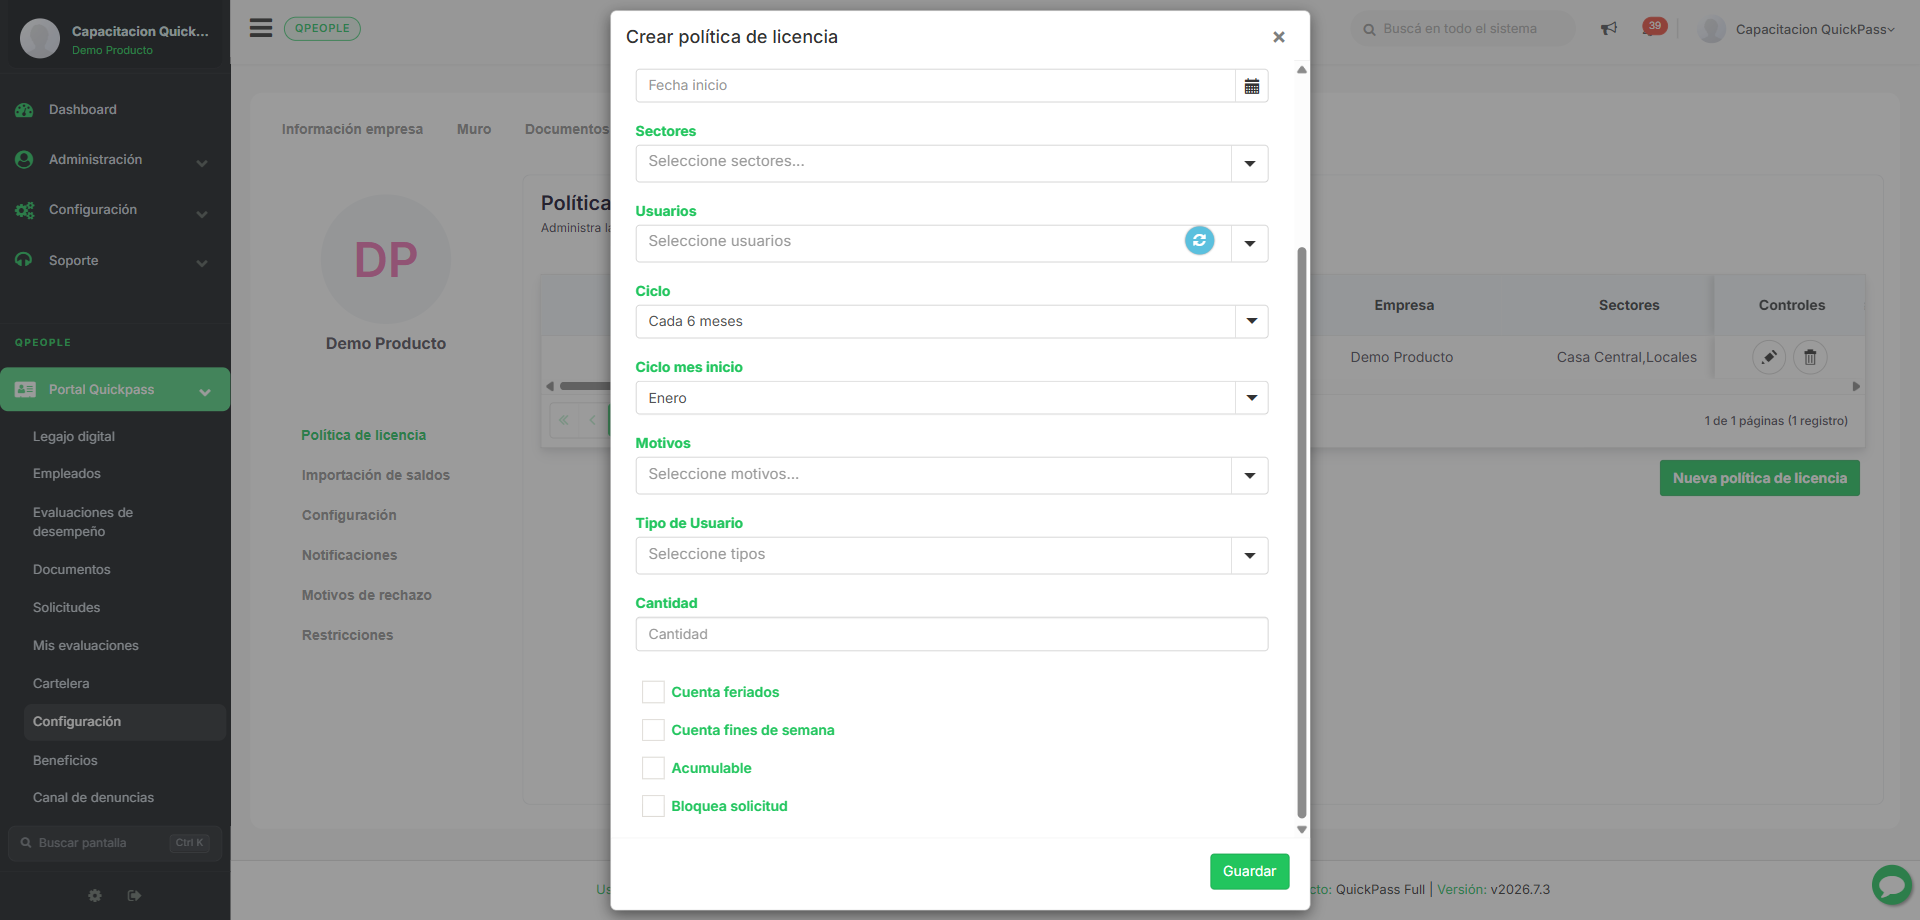 Capacitacion Quick...
Demo Producto
Dashboard
Administración
Configuración
Soporte
QPEOPLE
Portal Quickpass
Legajo digital
Empleados
Evaluaciones de
desempeño
Documentos
Solicitudes
Mis evaluaciones
Cartelera
Configuración
Beneficios
Canal de denuncias
Buscar pantalla
Ctrl K
QPEOPLE
Buscá en todo el sistema
39
Capacitacion QuickPass
Información empresa
Muro
Documentos
DP
Demo Producto
Política de licencia
Importación de saldos
Configuración
Notificaciones
Motivos de rechazo
Restricciones
Política
Administra
Empresa
Sectores
Controles
Demo Producto
Casa Central,Locales
1 de 1 páginas (1 registro)
Nueva política de licencia
Crear política de licencia
Fecha inicio
Sectores
Seleccione sectores...
Usuarios
Seleccione usuarios
Ciclo
Cada 6 meses
Ciclo mes inicio
Enero
Motivos
Seleccione motivos...
Tipo de Usuario
Seleccione tipos
Cantidad
Cantidad
Cuenta feriados
Cuenta fines de semana
Acumulable
Bloquea solicitud
Guardar
QuickPass Full | Versión: v2026.7.3